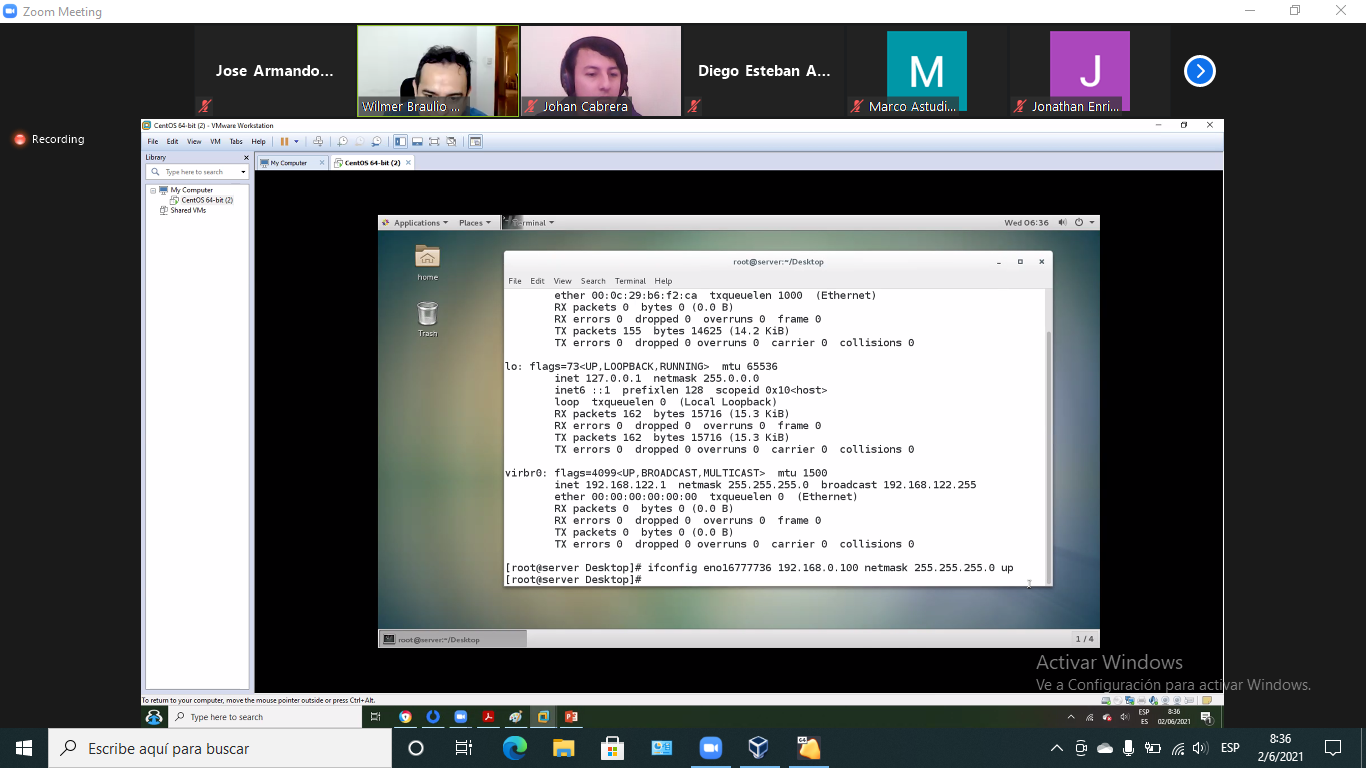 Zoom Meeting
Jose Armando...
Wilmer Braulio ...
Johan Cabrera
Diego Esteban A...
M
Marco Astudi...
J
Jonathan Enri...
Recording
CentOS 64-bit (2) - VMware Workstation
File Edit View VM Tabs Help
Library
Type here to search
My Computer
CentOS 64-bit (2)
Shared VMs
My Computer
CentOS 64-bit (2)
Applications Places Terminal Wed 06:36
home
Trash
root@server:~/Desktop
File Edit View Search Terminal Help
ether 00:0c:29:b6:f2:ca txqueuelen 1000 (Ethernet)
RX packets 0 bytes 0 (0.0 B)
RX errors 0 dropped 0 overruns 0 frame 0
TX packets 155 bytes 14625 (14.2 KiB)
TX errors 0 dropped 0 overruns 0 carrier 0 collisions 0
lo: flags=73<UP,LOOPBACK,RUNNING> mtu 65536
inet 127.0.0.1 netmask 255.0.0.0
inet6 ::1 prefixlen 128 scopeid 0x10<host>
loop txqueuelen 0 (Local Loopback)
RX packets 162 bytes 15716 (15.3 KiB)
RX errors 0 dropped 0 overruns 0 frame 0
TX packets 162 bytes 15716 (15.3 KiB)
TX errors 0 dropped 0 overruns 0 carrier 0 collisions 0
virbr0: flags=4099<UP,BROADCAST,MULTICAST> mtu 1500
inet 192.168.122.1 netmask 255.255.255.0 broadcast 192.168.122.255
ether 00:00:00:00:00:00 txqueuelen 0 (Ethernet)
RX packets 0 bytes 0 (0.0 B)
RX errors 0 dropped 0 overruns 0 frame 0
TX packets 0 bytes 0 (0.0 B)
TX errors 0 dropped 0 overruns 0 carrier 0 collisions 0
[root@server Desktop]# ifconfig eno16777736 192.168.0.100 netmask 255.255.255.0 up
[root@server Desktop]#
root@server:~/Desktop
1 / 4
Activar Windows
Ve a Configuración para activar Windows.
To return to your computer, move the mouse pointer outside or press Ctrl+Alt.
Type here to search
ESP
ES
8:36
02/06/2021
Escribe aquí para buscar
ESP
8:36
2/6/2021